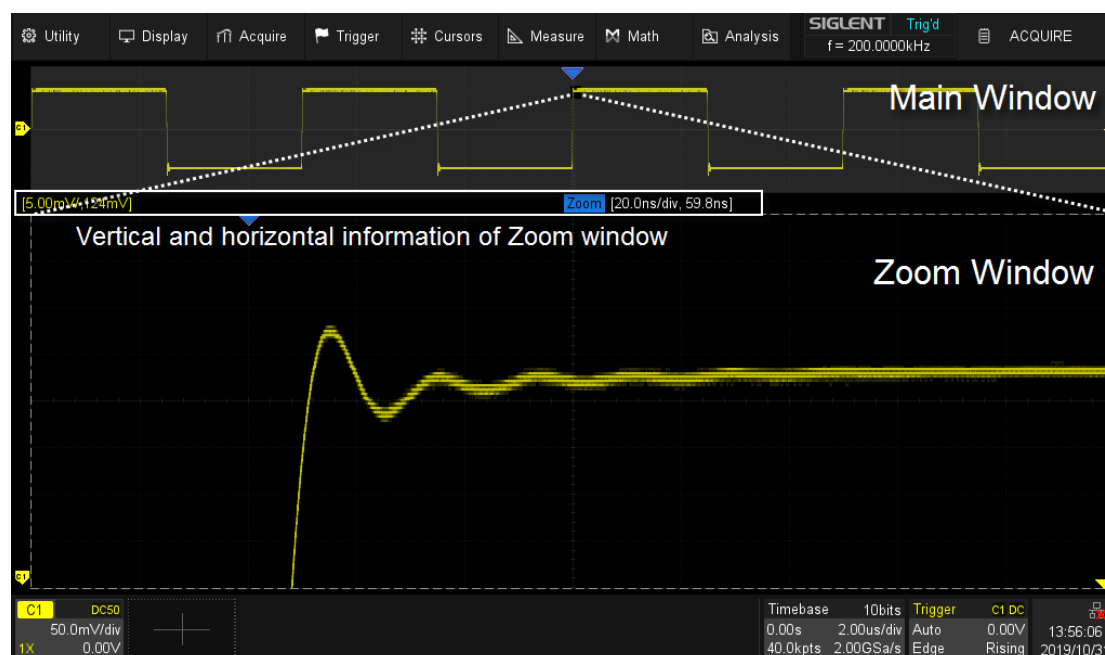 Utility Display Acquire Trigger Cursors Measure Math Analysis SIGLENT Trig'd ACQUIRE
f = 200.0000kHz
Main Window
C1
[5.00mV/,124mV] Zoom [20.0ns/div, 59.8ns]
Vertical and horizontal information of Zoom window
Zoom Window
C1
C1 DC50 Timebase 10bits Trigger C1 DC
50.0mV/div 0.00s 2.00us/div Auto 0.00V 13:56:06
1X 0.00V 40.0kpts 2.00GSa/s Edge Rising 2019/10/3